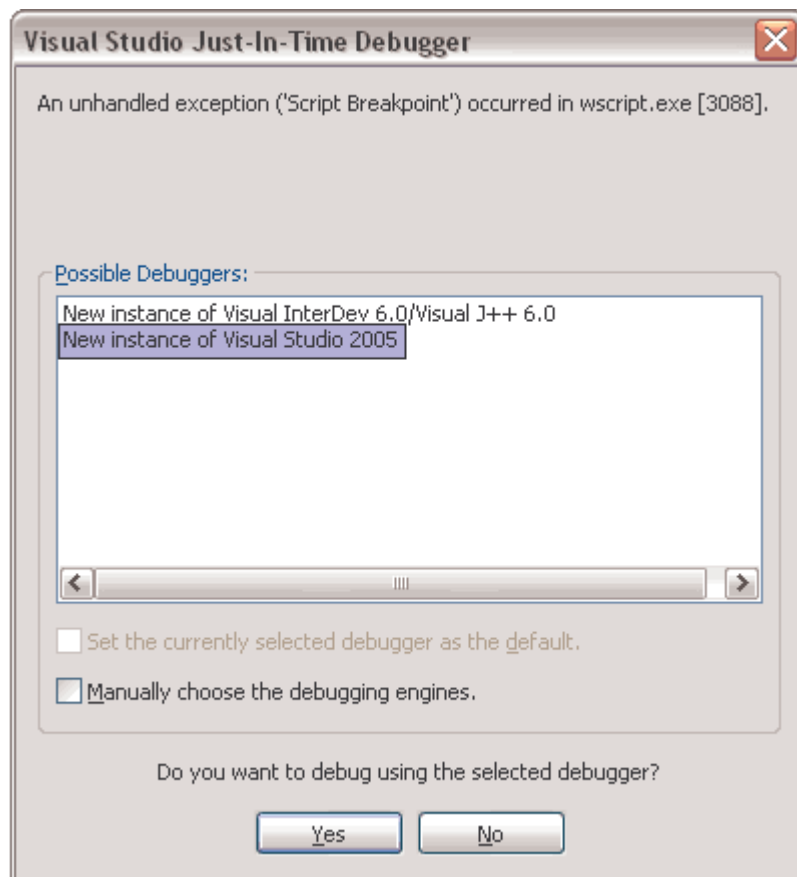 Visual Studio Just-In-Time Debugger
An unhandled exception ('Script Breakpoint') occurred in wscript.exe [3088].
Possible Debuggers:
New instance of Visual InterDev 6.0/Visual J++ 6.0
New instance of Visual Studio 2005
Set the currently selected debugger as the default.
Manually choose the debugging engines.
Do you want to debug using the selected debugger?
Yes
No